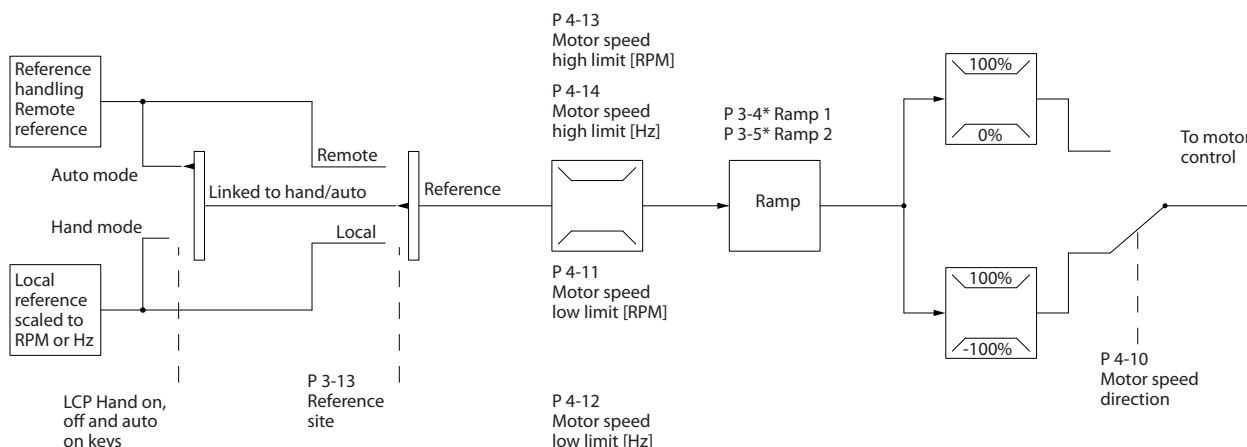 Reference
handling
Remote
reference
Auto mode
Hand mode
Local
reference
scaled to
RPM or Hz
LCP Hand on,
off and auto
on keys
Linked to hand/auto
Remote
Local
P 3-13
Reference
site
Reference
P 4-13
Motor speed
high limit [RPM]
P 4-14
Motor speed
high limit [Hz]
P 4-11
Motor speed
low limit [RPM]
P 4-12
Motor speed
low limit [Hz]
P 3-4* Ramp 1
P 3-5* Ramp 2
Ramp
100%
0%
100%
-100%
To motor
control
P 4-10
Motor speed
direction